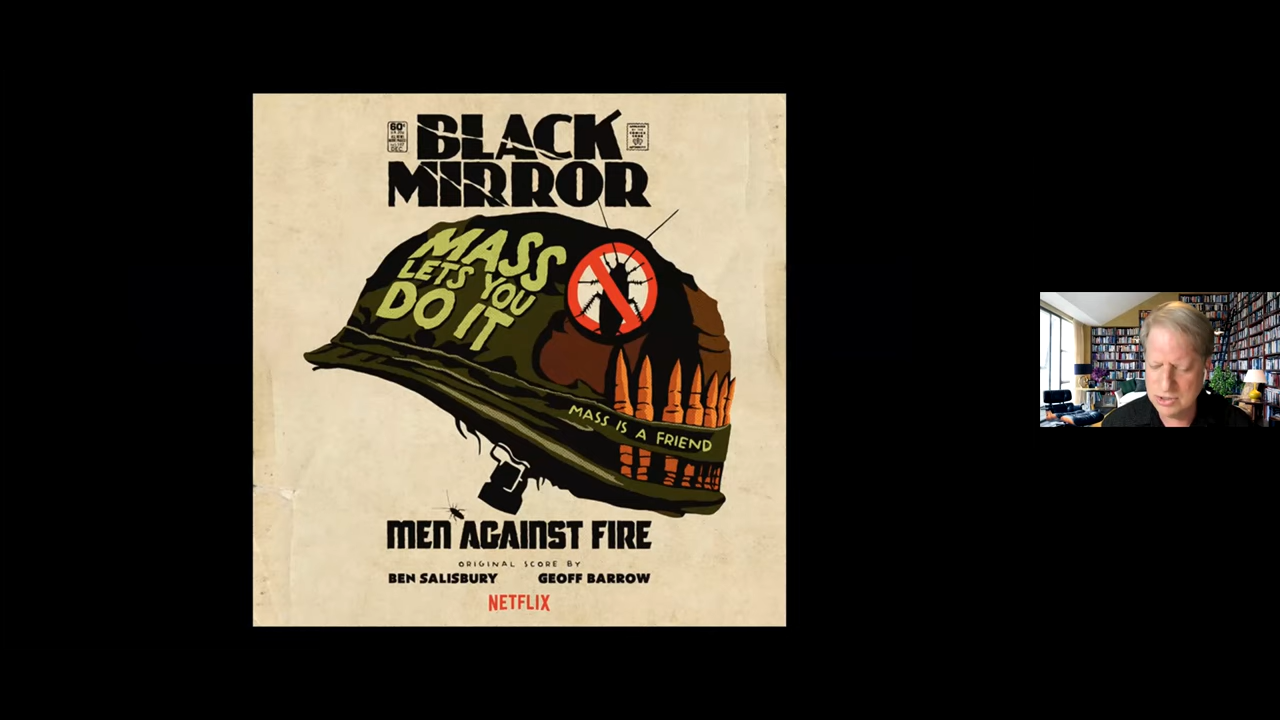 60¢
BLACK
MIRROR
MASS
LETS YOU
DO IT
MASS IS A FRIEND
MEN AGAINST FIRE
ORIGINAL SCORE BY
BEN SALISBURY GEOFF BARROW
NETFLIX